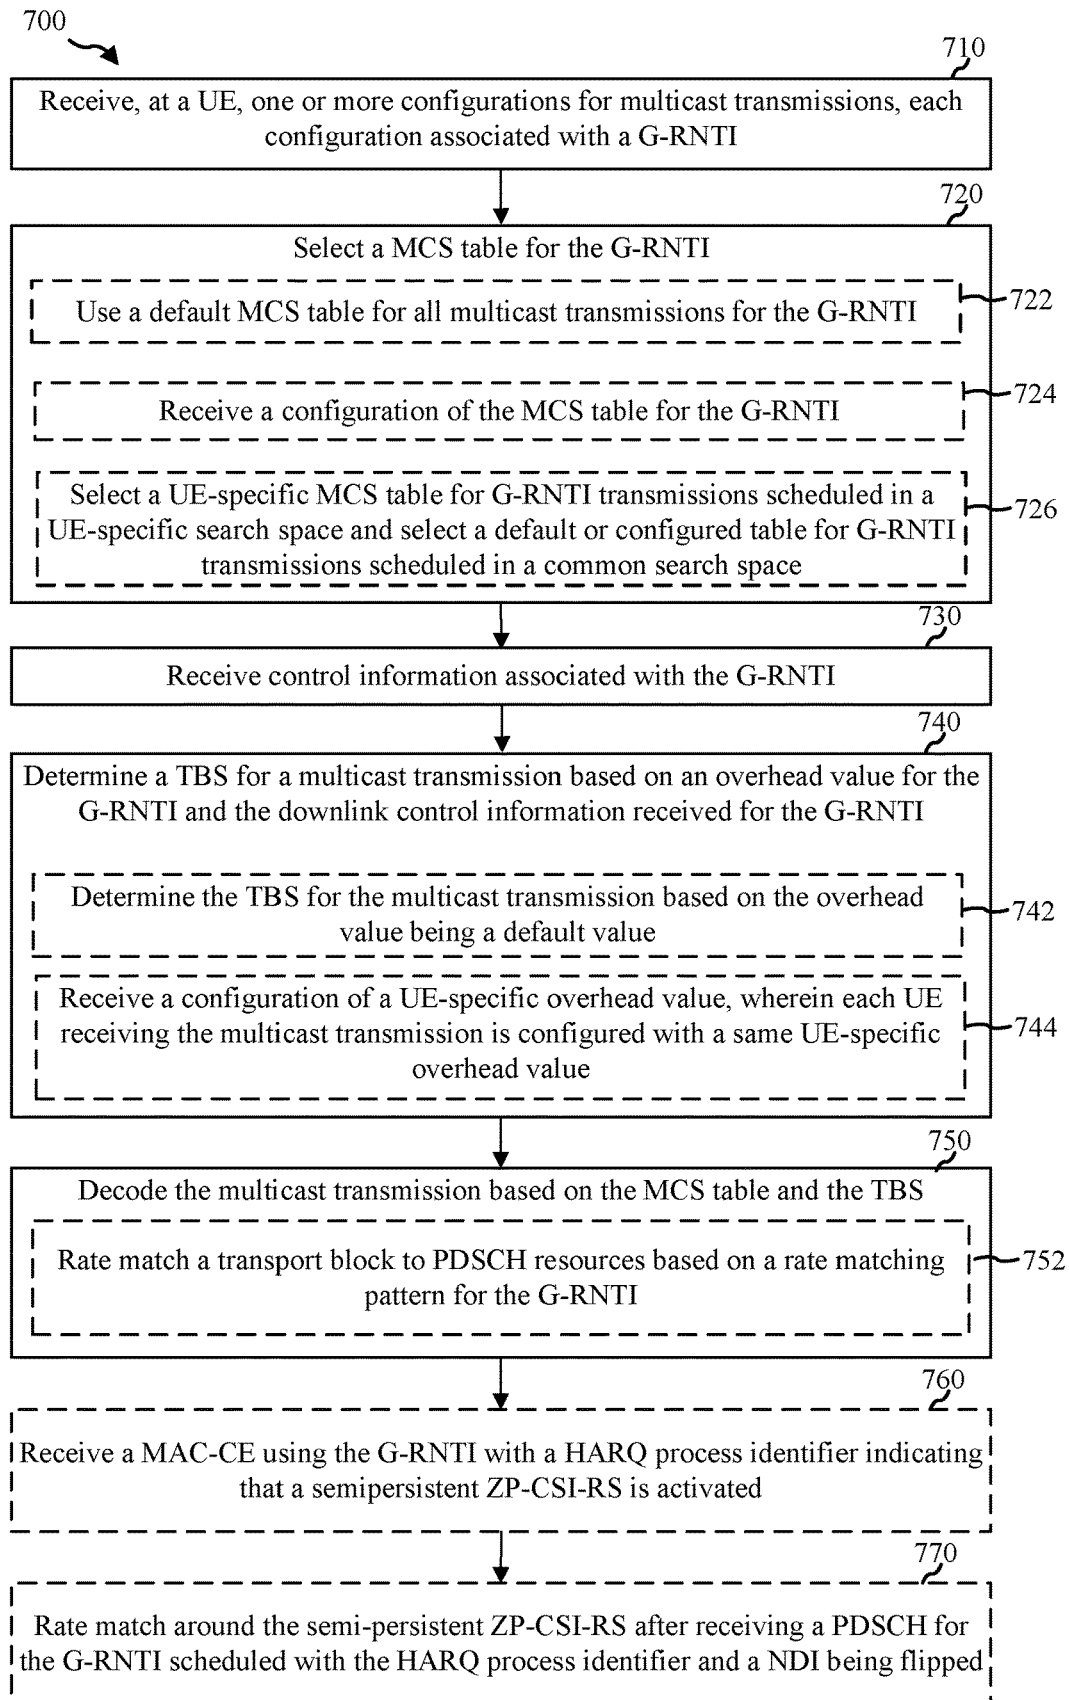 700
710
Receive, at a UE, one or more configurations for multicast transmissions, each
configuration associated with a G-RNTI
720
Select a MCS table for the G-RNTI
Use a default MCS table for all multicast transmissions for the G-RNTI
722
Receive a configuration of the MCS table for the G-RNTI
724
Select a UE-specific MCS table for G-RNTI transmissions scheduled in a
UE-specific search space and select a default or configured table for G-RNTI
transmissions scheduled in a common search space
726
730
Receive control information associated with the G-RNTI
740
Determine a TBS for a multicast transmission based on an overhead value for the
G-RNTI and the downlink control information received for the G-RNTI
Determine the TBS for the multicast transmission based on the overhead
value being a default value
742
Receive a configuration of a UE-specific overhead value, wherein each UE
receiving the multicast transmission is configured with a same UE-specific
overhead value
744
750
Decode the multicast transmission based on the MCS table and the TBS
Rate match a transport block to PDSCH resources based on a rate matching
pattern for the G-RNTI
752
760
Receive a MAC-CE using the G-RNTI with a HARQ process identifier indicating
that a semipersistent ZP-CSI-RS is activated
770
Rate match around the semi-persistent ZP-CSI-RS after receiving a PDSCH for
the G-RNTI scheduled with the HARQ process identifier and a NDI being flipped